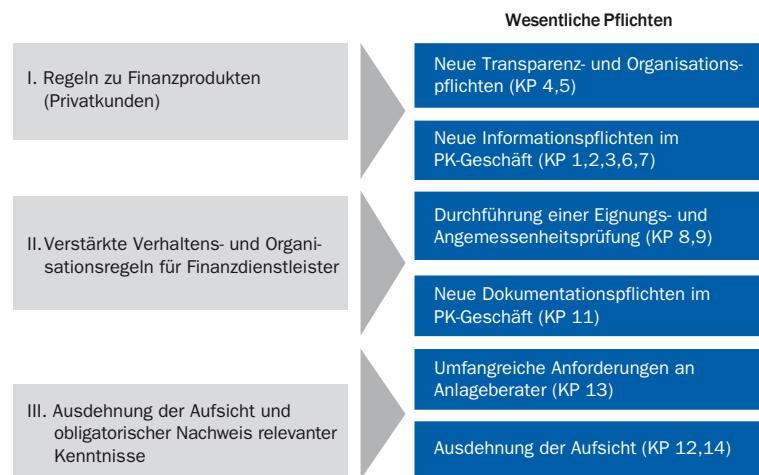 Wesentliche Pflichten
I. Regeln zu Finanzprodukten
(Privatkunden)
Neue Transparenz- und Organisations-
pflichten (KP 4,5)
Neue Informationspflichten im
PK-Geschäft (KP 1,2,3,6,7)
II. Verstärkte Verhaltens- und Organi-
sationsregeln für Finanzdienstleister
Durchführung einer Eignungs- und
Angemessenheitsprüfung (KP 8,9)
Neue Dokumentationspflichten im
PK-Geschäft (KP 11)
III. Ausdehnung der Aufsicht und
obligatorischer Nachweis relevanter
Kenntnisse
Umfangreiche Anforderungen an
Anlageberater (KP 13)
Ausdehnung der Aufsicht (KP 12,14)